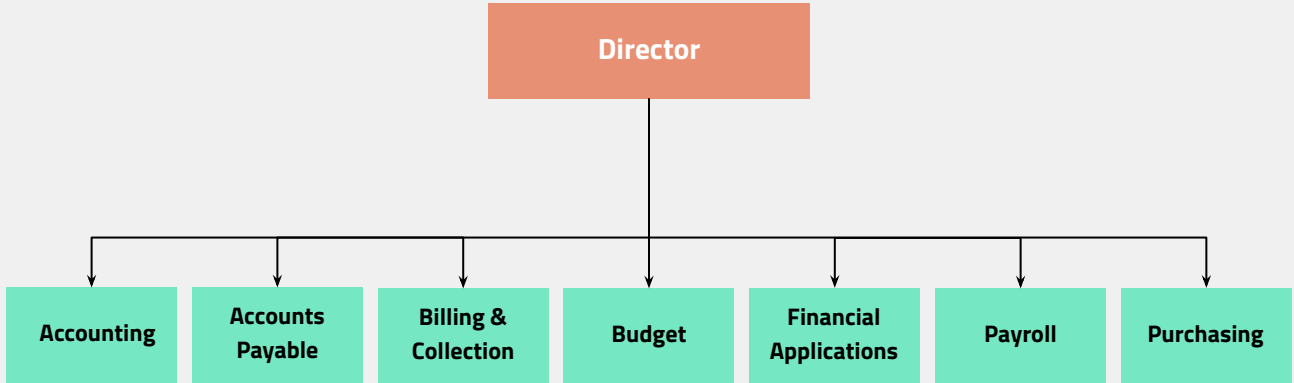 Director
Accounting
Accounts
Payable
Billing &
Collection
Budget
Financial
Applications
Payroll
Purchasing